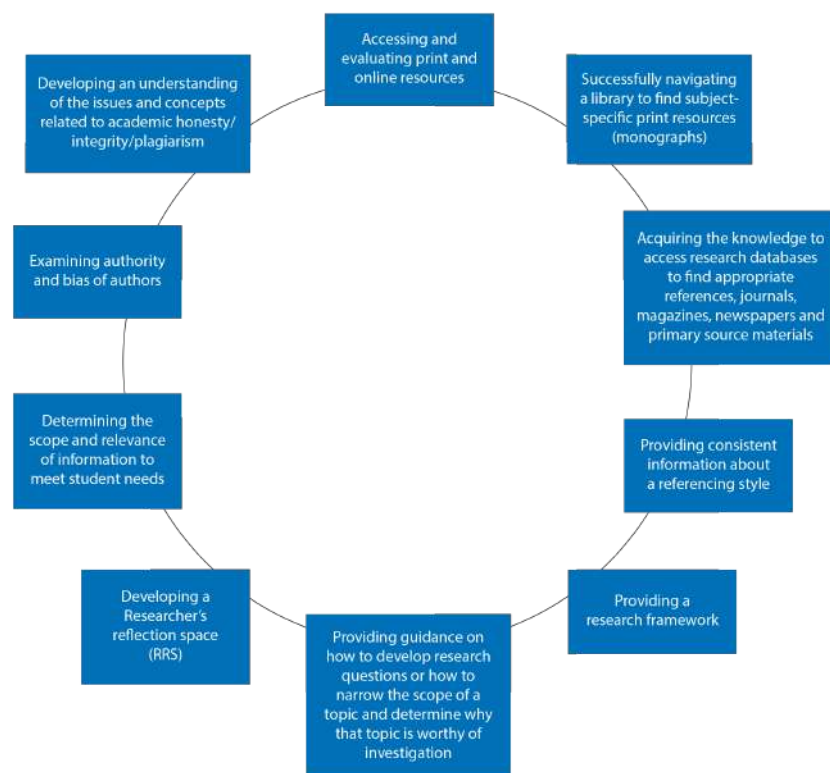 Accessing and
evaluating print and
online resources
Successfully navigating
a library to find subject-
specific print resources
(monographs)
Acquiring the knowledge to
access research databases
to find appropriate
references, journals,
magazines, newspapers and
primary source materials
Providing consistent
information about
a referencing style
Providing a
research framework
Providing guidance on
how to develop research
questions or how to
narrow the scope of a
topic and determine why
that topic is worthy of
investigation
Developing a
Researcher's
reflection space
(RRS)
Determining the
scope and relevance
of information to
meet student needs
Examining authority
and bias of authors
Developing an understanding
of the issues and concepts
related to academic honesty/
integrity/plagiarism